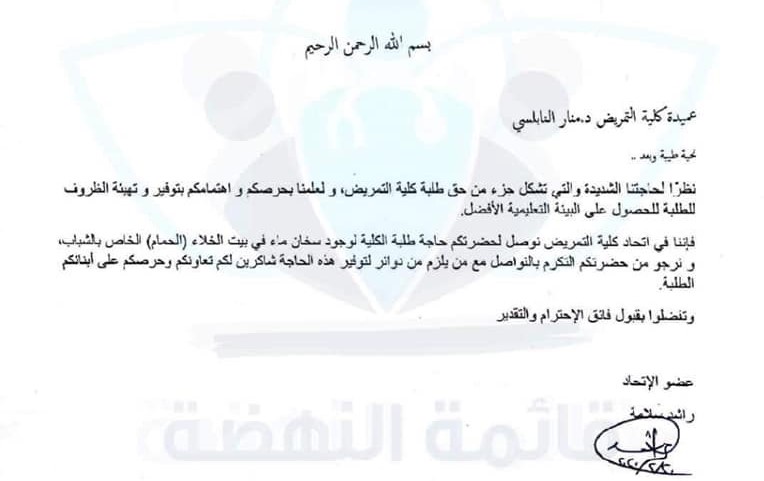 بسم الله الرحمن الرحيم
عميدة كلية التمريض د.منار النابلسي
تحية طيبة وبعد ..
نظرًا لحاجتنا الشديدة والتي تشكل جزء من حق طلبة كلية التمريض، و لعلمنا بحرصكم و اهتمامكم بتوفير و تهيئة الظروف
للطلبة للحصول على البيئة التعليمية الأفضل.
فإننا في اتحاد كلية التمريض نوصل لحضرتكم حاجة طلبة الكلية لوجود سخان ماء في بيت الخلاء (الحمام) الخاص بالشباب،
و نرجو من حضرتكم التكرم بالتواصل مع من يلزم من دوائر لتوفير هذه الحاجة شاكرين لكم تعاونكم وحرصكم على أبنائكم
الطلبة.
وتفضلوا بقبول فائق الإحترام والتقدير
عضو الإتحاد
راشد سلامة
قائمة النهضة